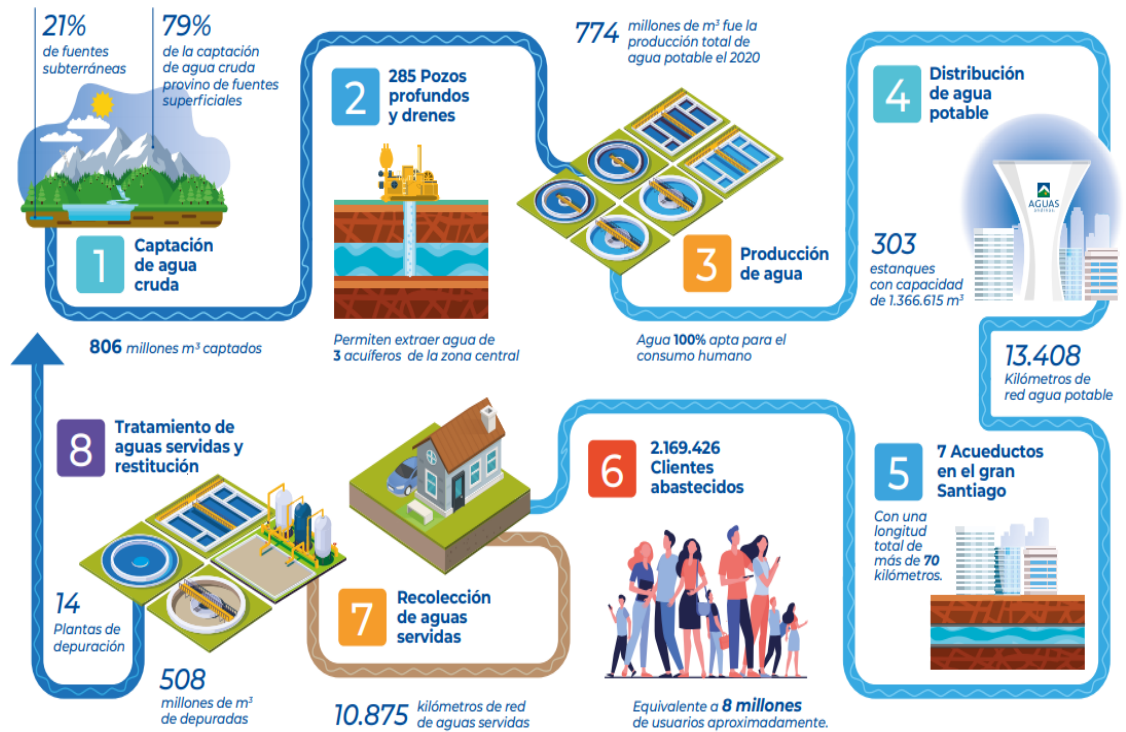 21%
de fuentes
subterráneas
79%
de la captación
de agua cruda
provino de fuentes
superficiales
1
Captación
de agua
cruda
806 millones m³ captados
2
285 Pozos
profundos
y drenes
Permiten extraer agua de
3 acuíferos de la zona central
774
millones de m³ fue la
producción total de
agua potable el 2020
3
Producción
de agua
Agua 100% apta para el
consumo humano
4
Distribución
de agua
potable
AGUAS
ANDINAS
303
estanques
con capacidad
de 1.366.615 m³
13.408
Kilómetros de
red agua potable
5
7 Acueductos
en el gran
Santiago
Con una
longitud
total de
más de 70
kilómetros.
6
2.169.426
Clientes
abastecidos
Equivalente a 8 millones
de usuarios aproximadamente.
7
Recolección
de aguas
servidas
10.875
kilómetros de red
de aguas servidas
8
Tratamiento de
aguas servidas y
restitución
14
Plantas de
depuración
508
millones de m³
de depuradas